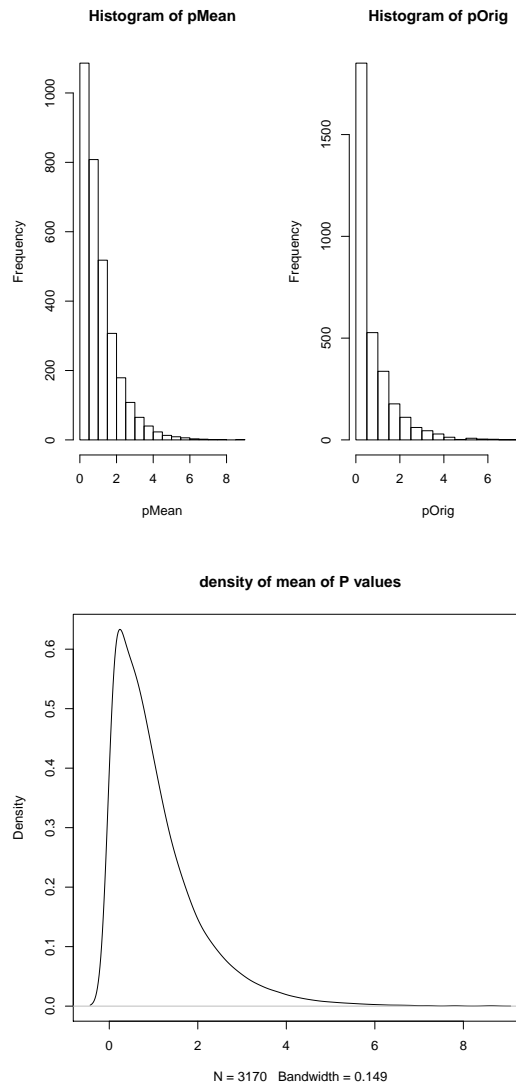 Histogram of pMean
Frequency
1000
800
600
400
200
0
0 2 4 6 8
pMean
Histogram of pOrig
Frequency
1500
1000
500
0
0 2 4 6
pOrig
density of mean of P values
Density
0.6
0.5
0.4
0.3
0.2
0.1
0.0
0 2 4 6 8
N = 3170 Bandwidth = 0.149